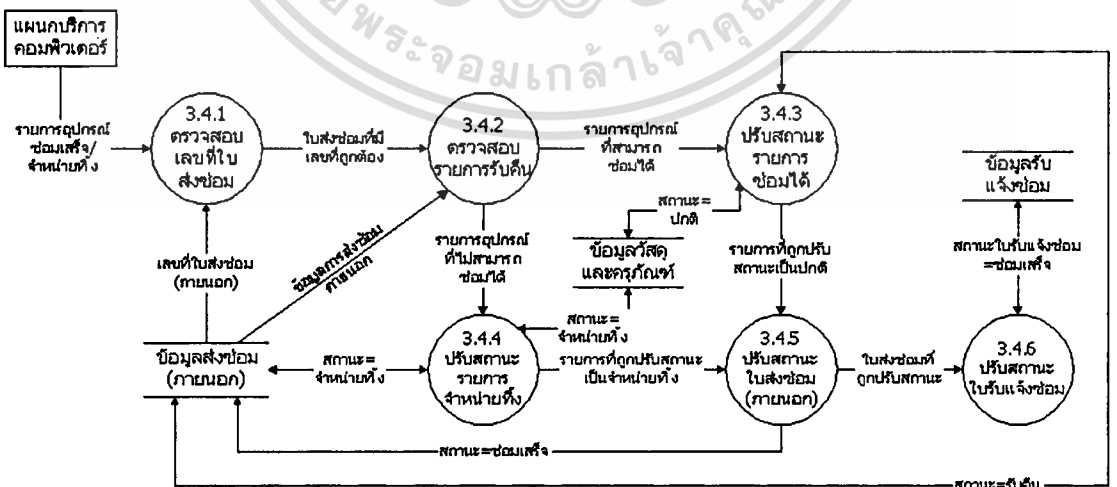 พระจอมเกล้าเจ้าคุณ
แผนกบริการ
คอมพิวเตอร์
รายการอุปกรณ์
ซ่อมเสร็จ/
จำหน่ายทิ้ง
3.4.1
ตรวจสอบ
เลขที่ใบ
ส่งซ่อม
ใบส่งซ่อมที่มี
เลขที่ถูกต้อง
3.4.2
ตรวจสอบ
รายการรับคืน
รายการอุปกรณ์
ที่สามารถ
ซ่อมได้
3.4.3
ปรับสถานะ
รายการ
ซ่อมได้
ข้อมูลรับ
แจ้งซ่อม
เลขที่ใบส่งซ่อม
(ภายนอก)
ข้อมูลการส่งซ่อม
ภายนอก
รายการอุปกรณ์
ที่ไม่สามารถ
ซ่อมได้
สถานะ=
ปกติ
ข้อมูลวัสดุ
และครุภัณฑ์
รายการที่ถูกปรับ
สถานะเป็นปกติ
สถานะใบรับแจ้งซ่อม
=ซ่อมเสร็จ
ข้อมูลส่งซ่อม
(ภายนอก)
สถานะ=
จำหน่ายทิ้ง
3.4.4
ปรับสถานะ
รายการ
จำหน่ายทิ้ง
สถานะ=
จำหน่ายทิ้ง
รายการที่ถูกปรับสถานะ
เป็นจำหน่ายทิ้ง
3.4.5
ปรับสถานะ
ใบส่งซ่อม
(ภายนอก)
ใบส่งซ่อมที่
ถูกปรับสถานะ
3.4.6
ปรับสถานะ
ใบรับแจ้งซ่อม
สถานะ=ซ่อมเสร็จ
สถานะ=รับคืน